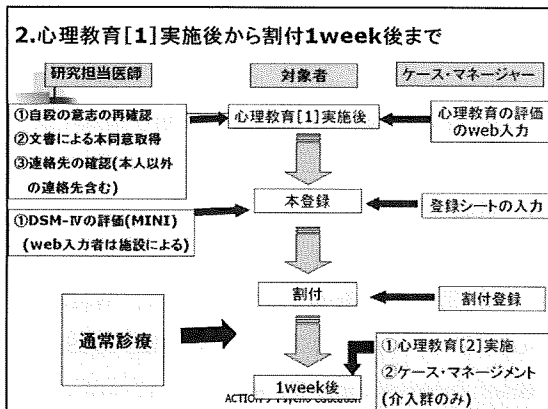 2.心理教育[1]実施後から割付1week後まで
研究担当医師
対象者
ケース・マネージャー
①自殺の意志の再確認
②文書による本同意取得
③連絡先の確認(本人以外
の連絡先含む)
心理教育[1]実施後
心理教育の評価
のweb入力
①DSM-Ⅳの評価(MINI)
(web入力者は施設による)
本登録
登録シートの入力
割付
割付登録
通常診療
1week後
①心理教育[2]実施
②ケース・マネージメント
(介入群のみ)